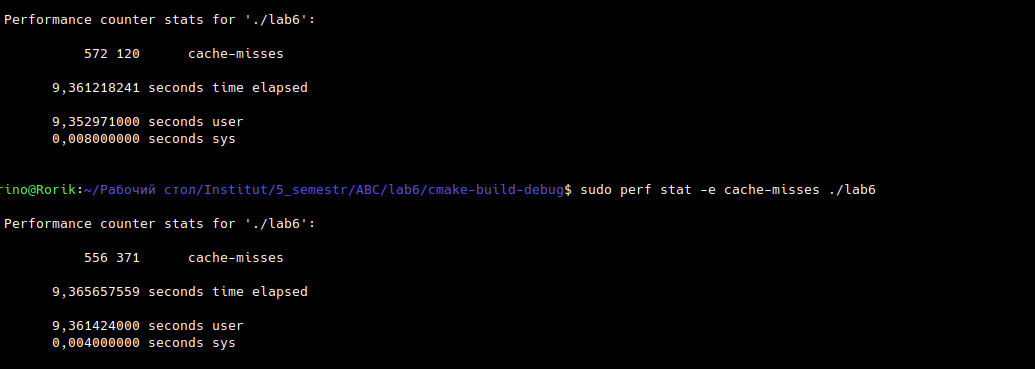 Performance counter stats for './lab6':
572 120 cache-misses
9,361218241 seconds time elapsed
9,352971000 seconds user
0,008000000 seconds sys
rino@Rorik:~/Рабочий стол/Institut/5_semestr/ABC/lab6/cmake-build-debug$ sudo perf stat -e cache-misses ./lab6
Performance counter stats for './lab6':
556 371 cache-misses
9,365657559 seconds time elapsed
9,361424000 seconds user
0,004000000 seconds sys